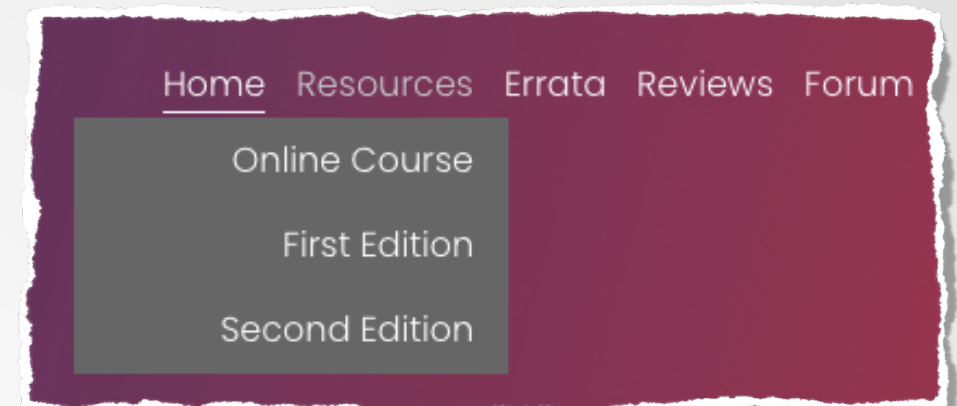 Home Resources Errata Reviews Forum
Online Course
First Edition
Second Edition